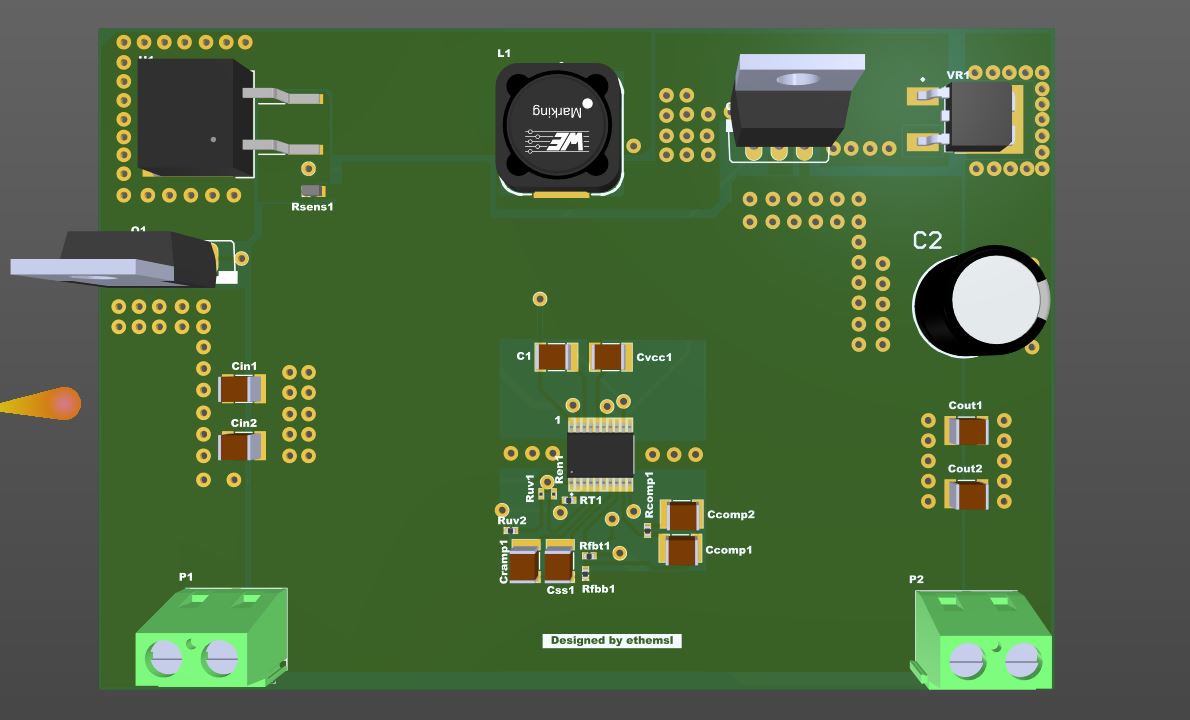 L1
VR1
Marking
WE
Rsens1
C2
Cin1
C1
Cvcc1
Cin2
Cout1
1
Cout2
Ren1
Ruv1
RT1
Rcomp1
Ruv2
Ccomp2
Cramp1
Rfbt1
Ccomp1
Css1
Rfbb1
P1
P2
Designed by ethemsl